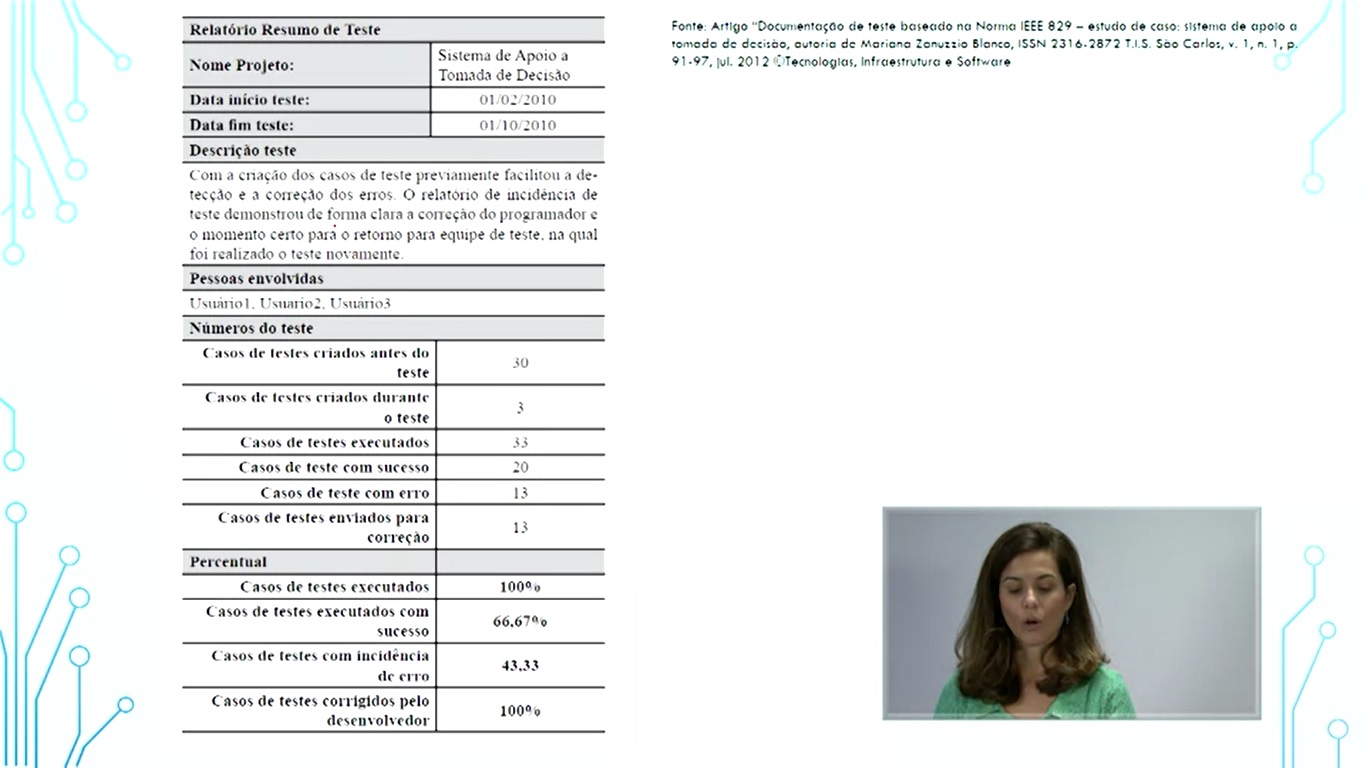 Relatório Resumo de Teste
Nome Projeto:
Sistema de Apoio a
Tomada de Decisão
Data início teste:
01/02/2010
Data fim teste:
01/10/2010
Descrição teste
Com a criação dos casos de teste previamente facilitou a de-
tecção e a correção dos erros. O relatório de incidência de
teste demonstrou de forma clara a correção do programador e
o momento certo para o retorno para equipe de teste, na qual
foi realizado o teste novamente.
Pessoas envolvidas
Usuário1, Usuario2, Usuário3
Números do teste
Casos de testes criados antes do
teste
30
Casos de testes criados durante
o teste
3
Casos de testes executados
33
Casos de teste com sucesso
20
Casos de teste com erro
13
Casos de testes enviados para
correção
13
Percentual
Casos de testes executados
100%
Casos de testes executados com
sucesso
66,67%
Casos de testes com incidência
de erro
43,33
Casos de testes corrigidos pelo
desenvolvedor
100%
Fonte: Artigo "Documentação de teste baseado na Norma IEEE 829 – estudo de caso: sistema de apoio a
tomada de decisão, autoria de Mariana Zanuzzio Blanco, ISSN 2316-2872 T.I.S. São Carlos, v. 1, n. 1, p.
91-97, jul. 2012 ©Tecnologias, Infraestrutura e Software